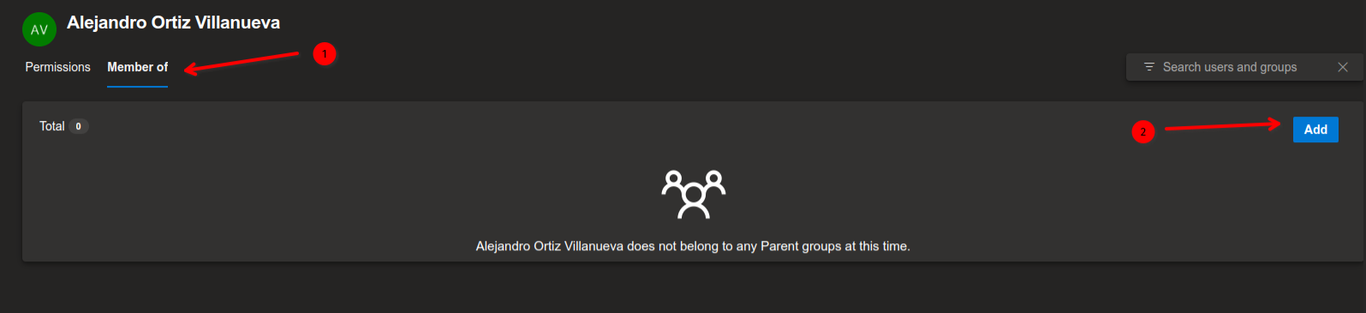 AV
Alejandro Ortiz Villanueva
1
Permissions Member of
Search users and groups
Total 0
2
Add
Alejandro Ortiz Villanueva does not belong to any Parent groups at this time.